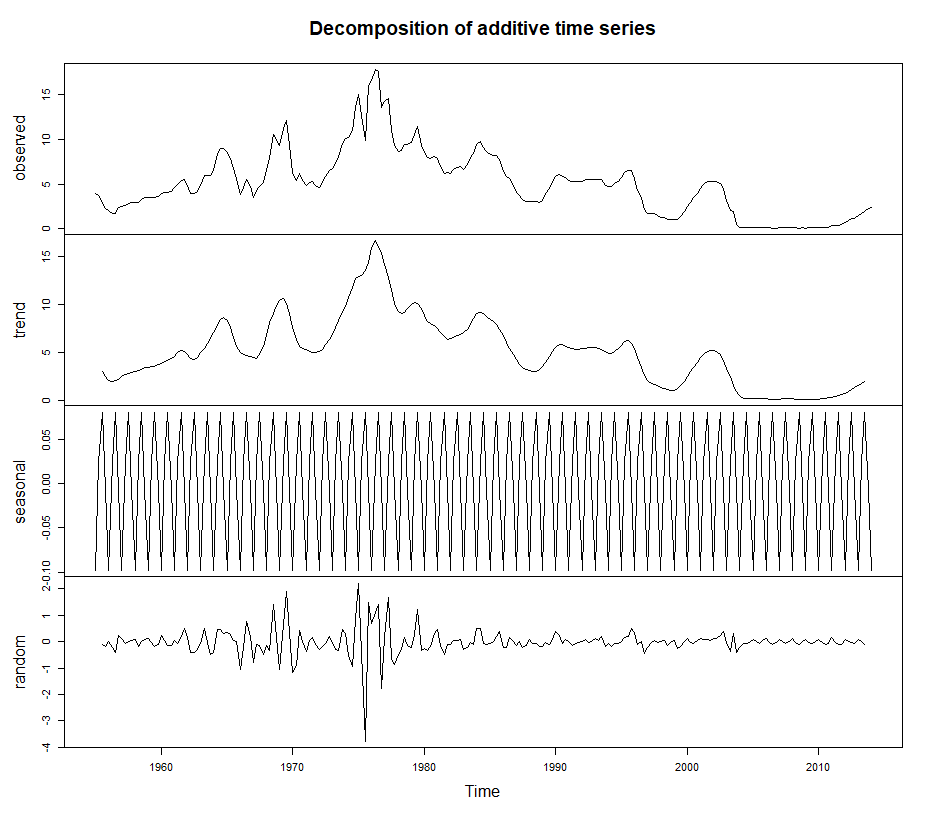 Decomposition of additive time series
observed
15
10
5
0
trend
15
10
5
0
seasonal
0.05
0.00
-0.05
-0.10
random
2
1
0
-1
-2
-3
-4
1960 1970 1980 1990 2000 2010
Time